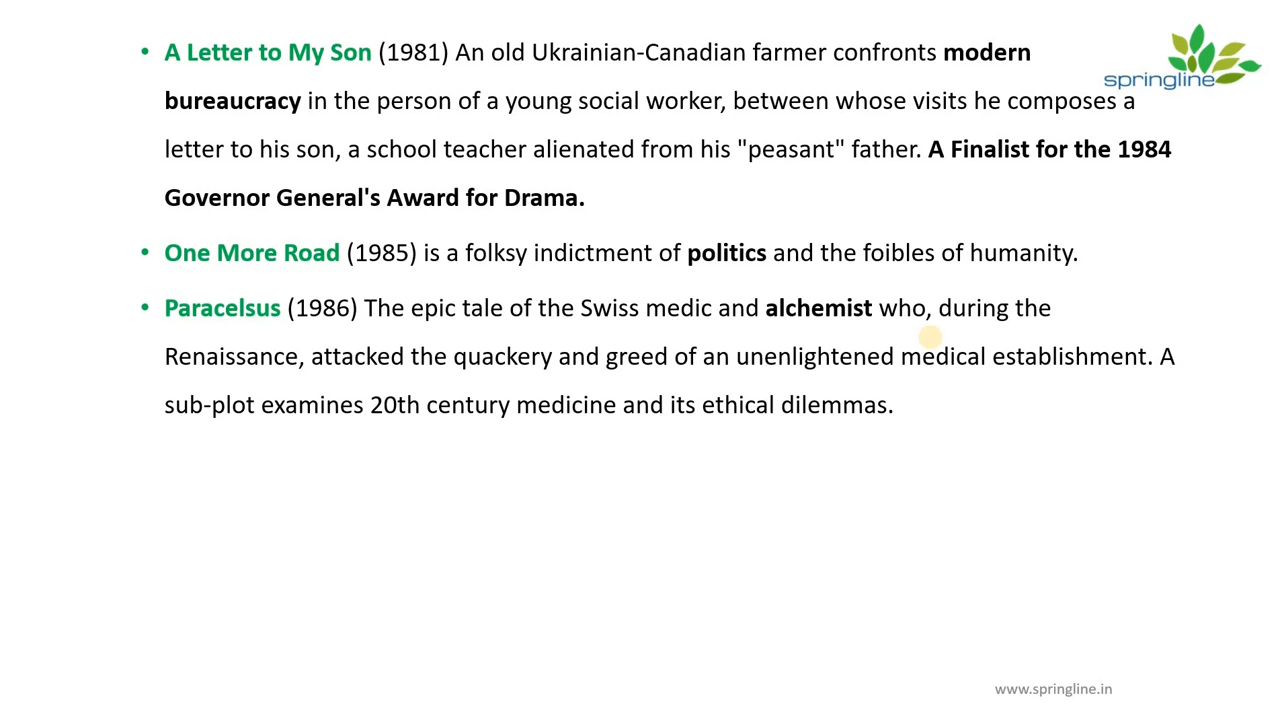 • A Letter to My Son (1981) An old Ukrainian-Canadian farmer confronts modern
bureaucracy in the person of a young social worker, between whose visits he composes a
letter to his son, a school teacher alienated from his "peasant" father. A Finalist for the 1984
Governor General's Award for Drama.
• One More Road (1985) is a folksy indictment of politics and the foibles of humanity.
• Paracelsus (1986) The epic tale of the Swiss medic and alchemist who, during the
Renaissance, attacked the quackery and greed of an unenlightened medical establishment. A
sub-plot examines 20th century medicine and its ethical dilemmas.
springline
www.springline.in